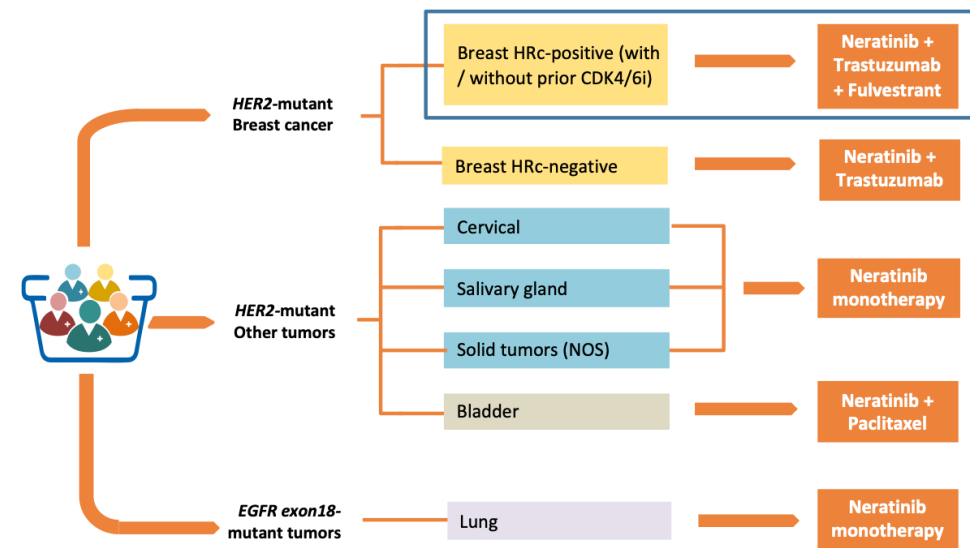 HER2-mutant
Breast cancer
Breast HRc-positive (with
/ without prior CDK4/6i)
Neratinib +
Trastuzumab
+ Fulvestrant
Breast HRc-negative
Neratinib +
Trastuzumab
HER2-mutant
Other tumors
Cervical
Salivary gland
Solid tumors (NOS)
Neratinib
monotherapy
Bladder
Neratinib +
Paclitaxel
EGFR exon18-
mutant tumors
Lung
Neratinib
monotherapy